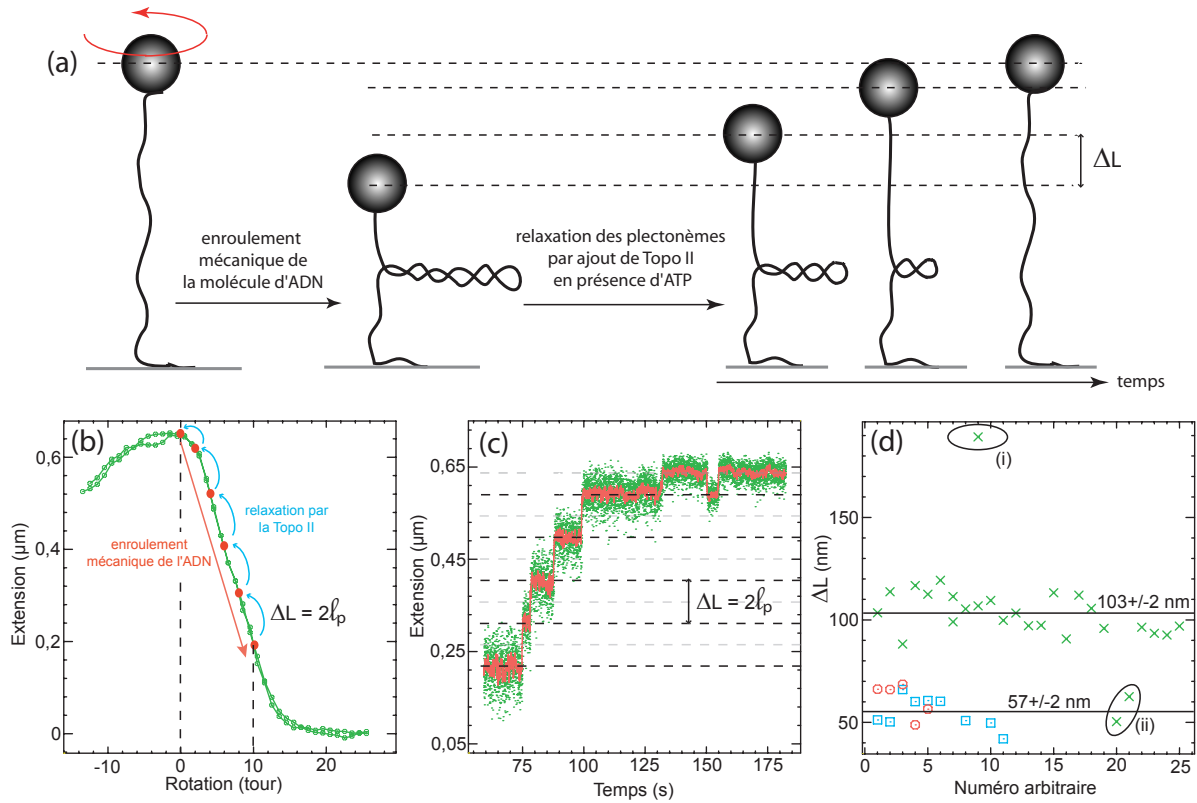 (a)
enroulement
mécanique de
la molécule d'ADN
relaxation des plectonèmes
par ajout de Topo II
en présence d'ATP
ΔL
temps
(b)
0,6
0,4
0,2
0
Extension (μm)
-10
0
10
20
Rotation (tour)
relaxation par
la Topo II
enroulement
mécanique de l'ADN
ΔL = 2ℓp
(c)
0,65
0,45
0,25
0,05
Extension (μm)
75
100
125
150
175
Temps (s)
ΔL = 2ℓp
(d)
150
100
50
ΔL (nm)
(i)
103+/-2 nm
57+/-2 nm
(ii)
0
5
10
15
20
25
Numéro arbitraire